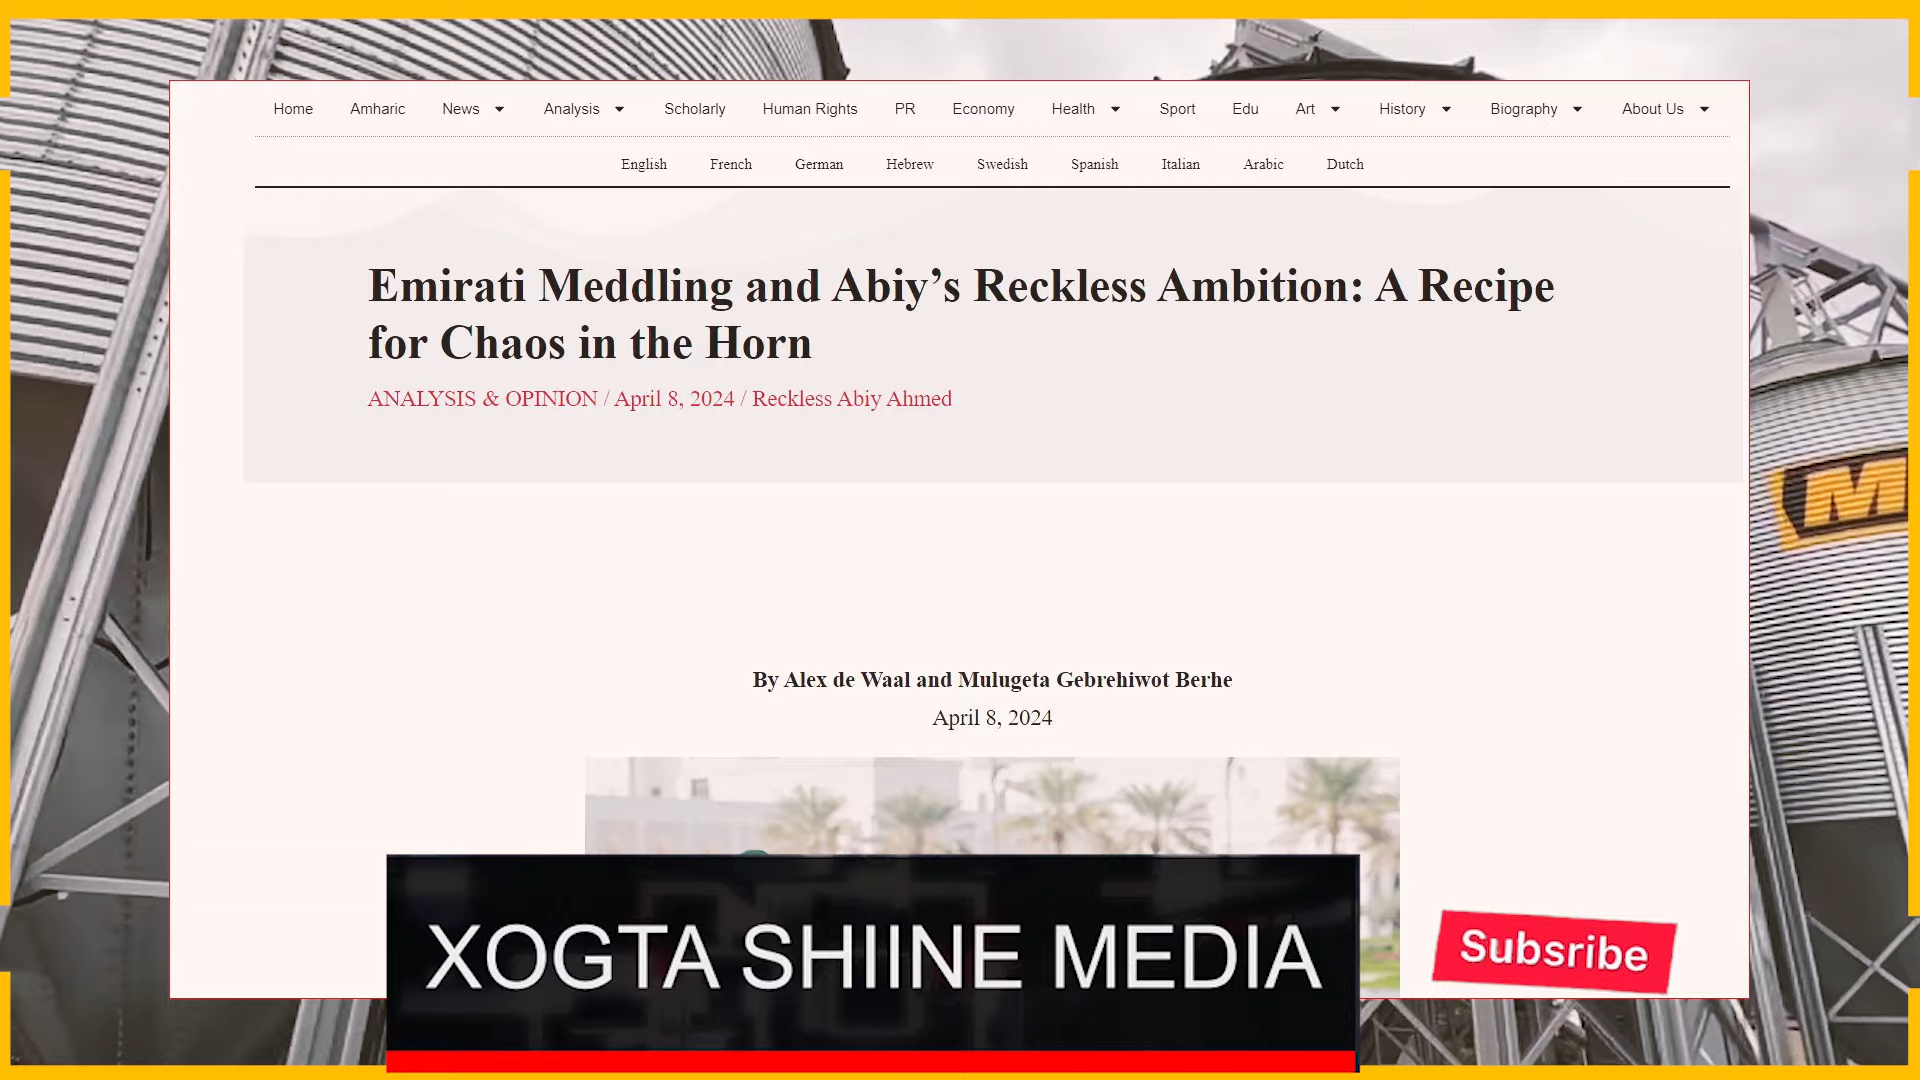 Home Amharic News Analysis Scholarly Human Rights PR Economy Health Sport Edu Art History Biography About Us
English French German Hebrew Swedish Spanish Italian Arabic Dutch
Emirati Meddling and Abiy’s Reckless Ambition: A Recipe
for Chaos in the Horn
ANALYSIS & OPINION / April 8, 2024 / Reckless Abiy Ahmed
By Alex de Waal and Mulugeta Gebrehiwot Berhe
April 8, 2024
XOGTA SHIINE MEDIA
Subsribe